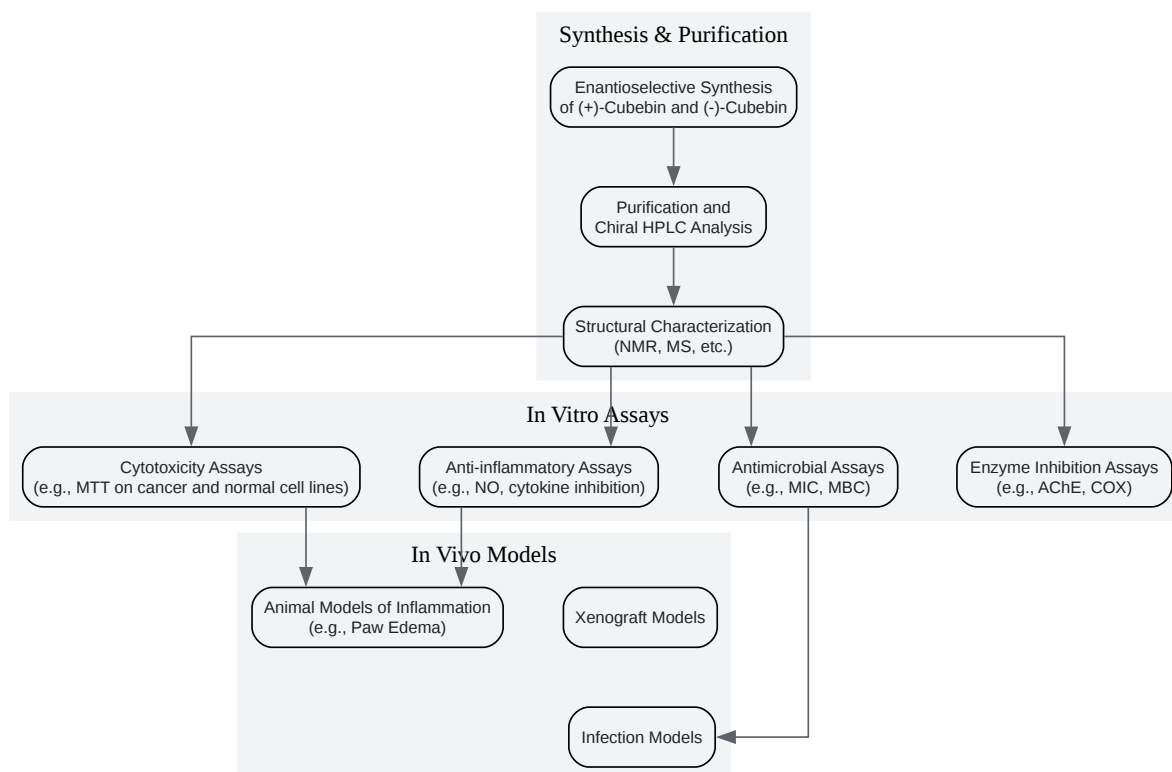 Synthesis & Purification
Enantioselective Synthesis
of (+)-Cubebin and (-)-Cubebin
Purification and
Chiral HPLC Analysis
Structural Characterization
(NMR, MS, etc.)
In Vitro Assays
Cytotoxicity Assays
(e.g., MTT on cancer and normal cell lines)
Anti-inflammatory Assays
(e.g., NO, cytokine inhibition)
Antimicrobial Assays
(e.g., MIC, MBC)
Enzyme Inhibition Assays
(e.g., AChE, COX)
In Vivo Models
Animal Models of Inflammation
(e.g., Paw Edema)
Xenograft Models
Infection Models